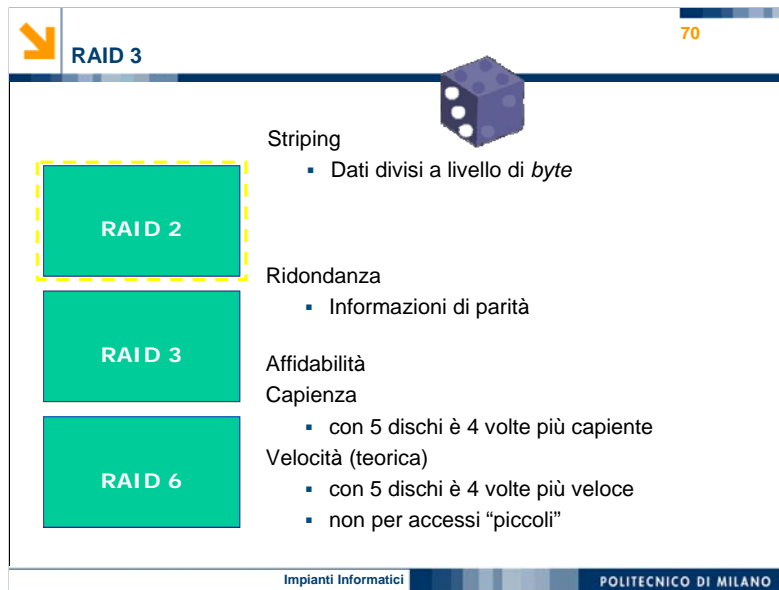 70
RAID 3
Striping
▪ Dati divisi a livello di byte
RAID 2
Ridondanza
▪ Informazioni di parità
RAID 3
Affidabilità
Capienza
▪ con 5 dischi è 4 volte più capiente
Velocità (teorica)
RAID 6
▪ con 5 dischi è 4 volte più veloce
▪ non per accessi “piccoli”
Impianti Informatici
POLITECNICO DI MILANO